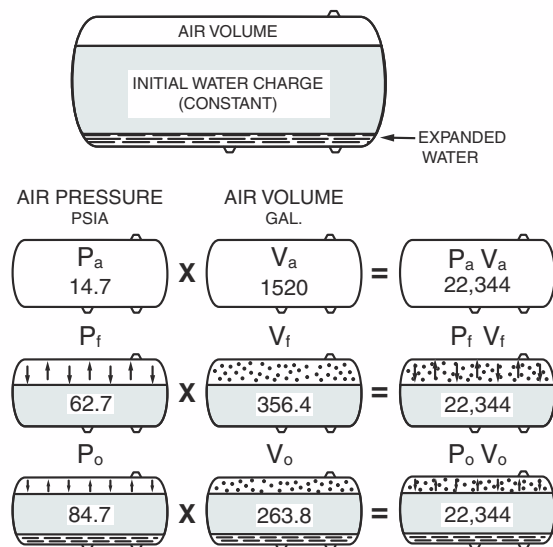 AIR VOLUME
INITIAL WATER CHARGE
(CONSTANT)
EXPANDED
WATER
AIR PRESSURE AIR VOLUME
PSIA GAL.
Pa Va Pa Va
14.7 X 1520 = 22,344
Pf Vf Pf Vf
62.7 X 356.4 = 22,344
Po Vo Po Vo
84.7 X 263.8 = 22,344